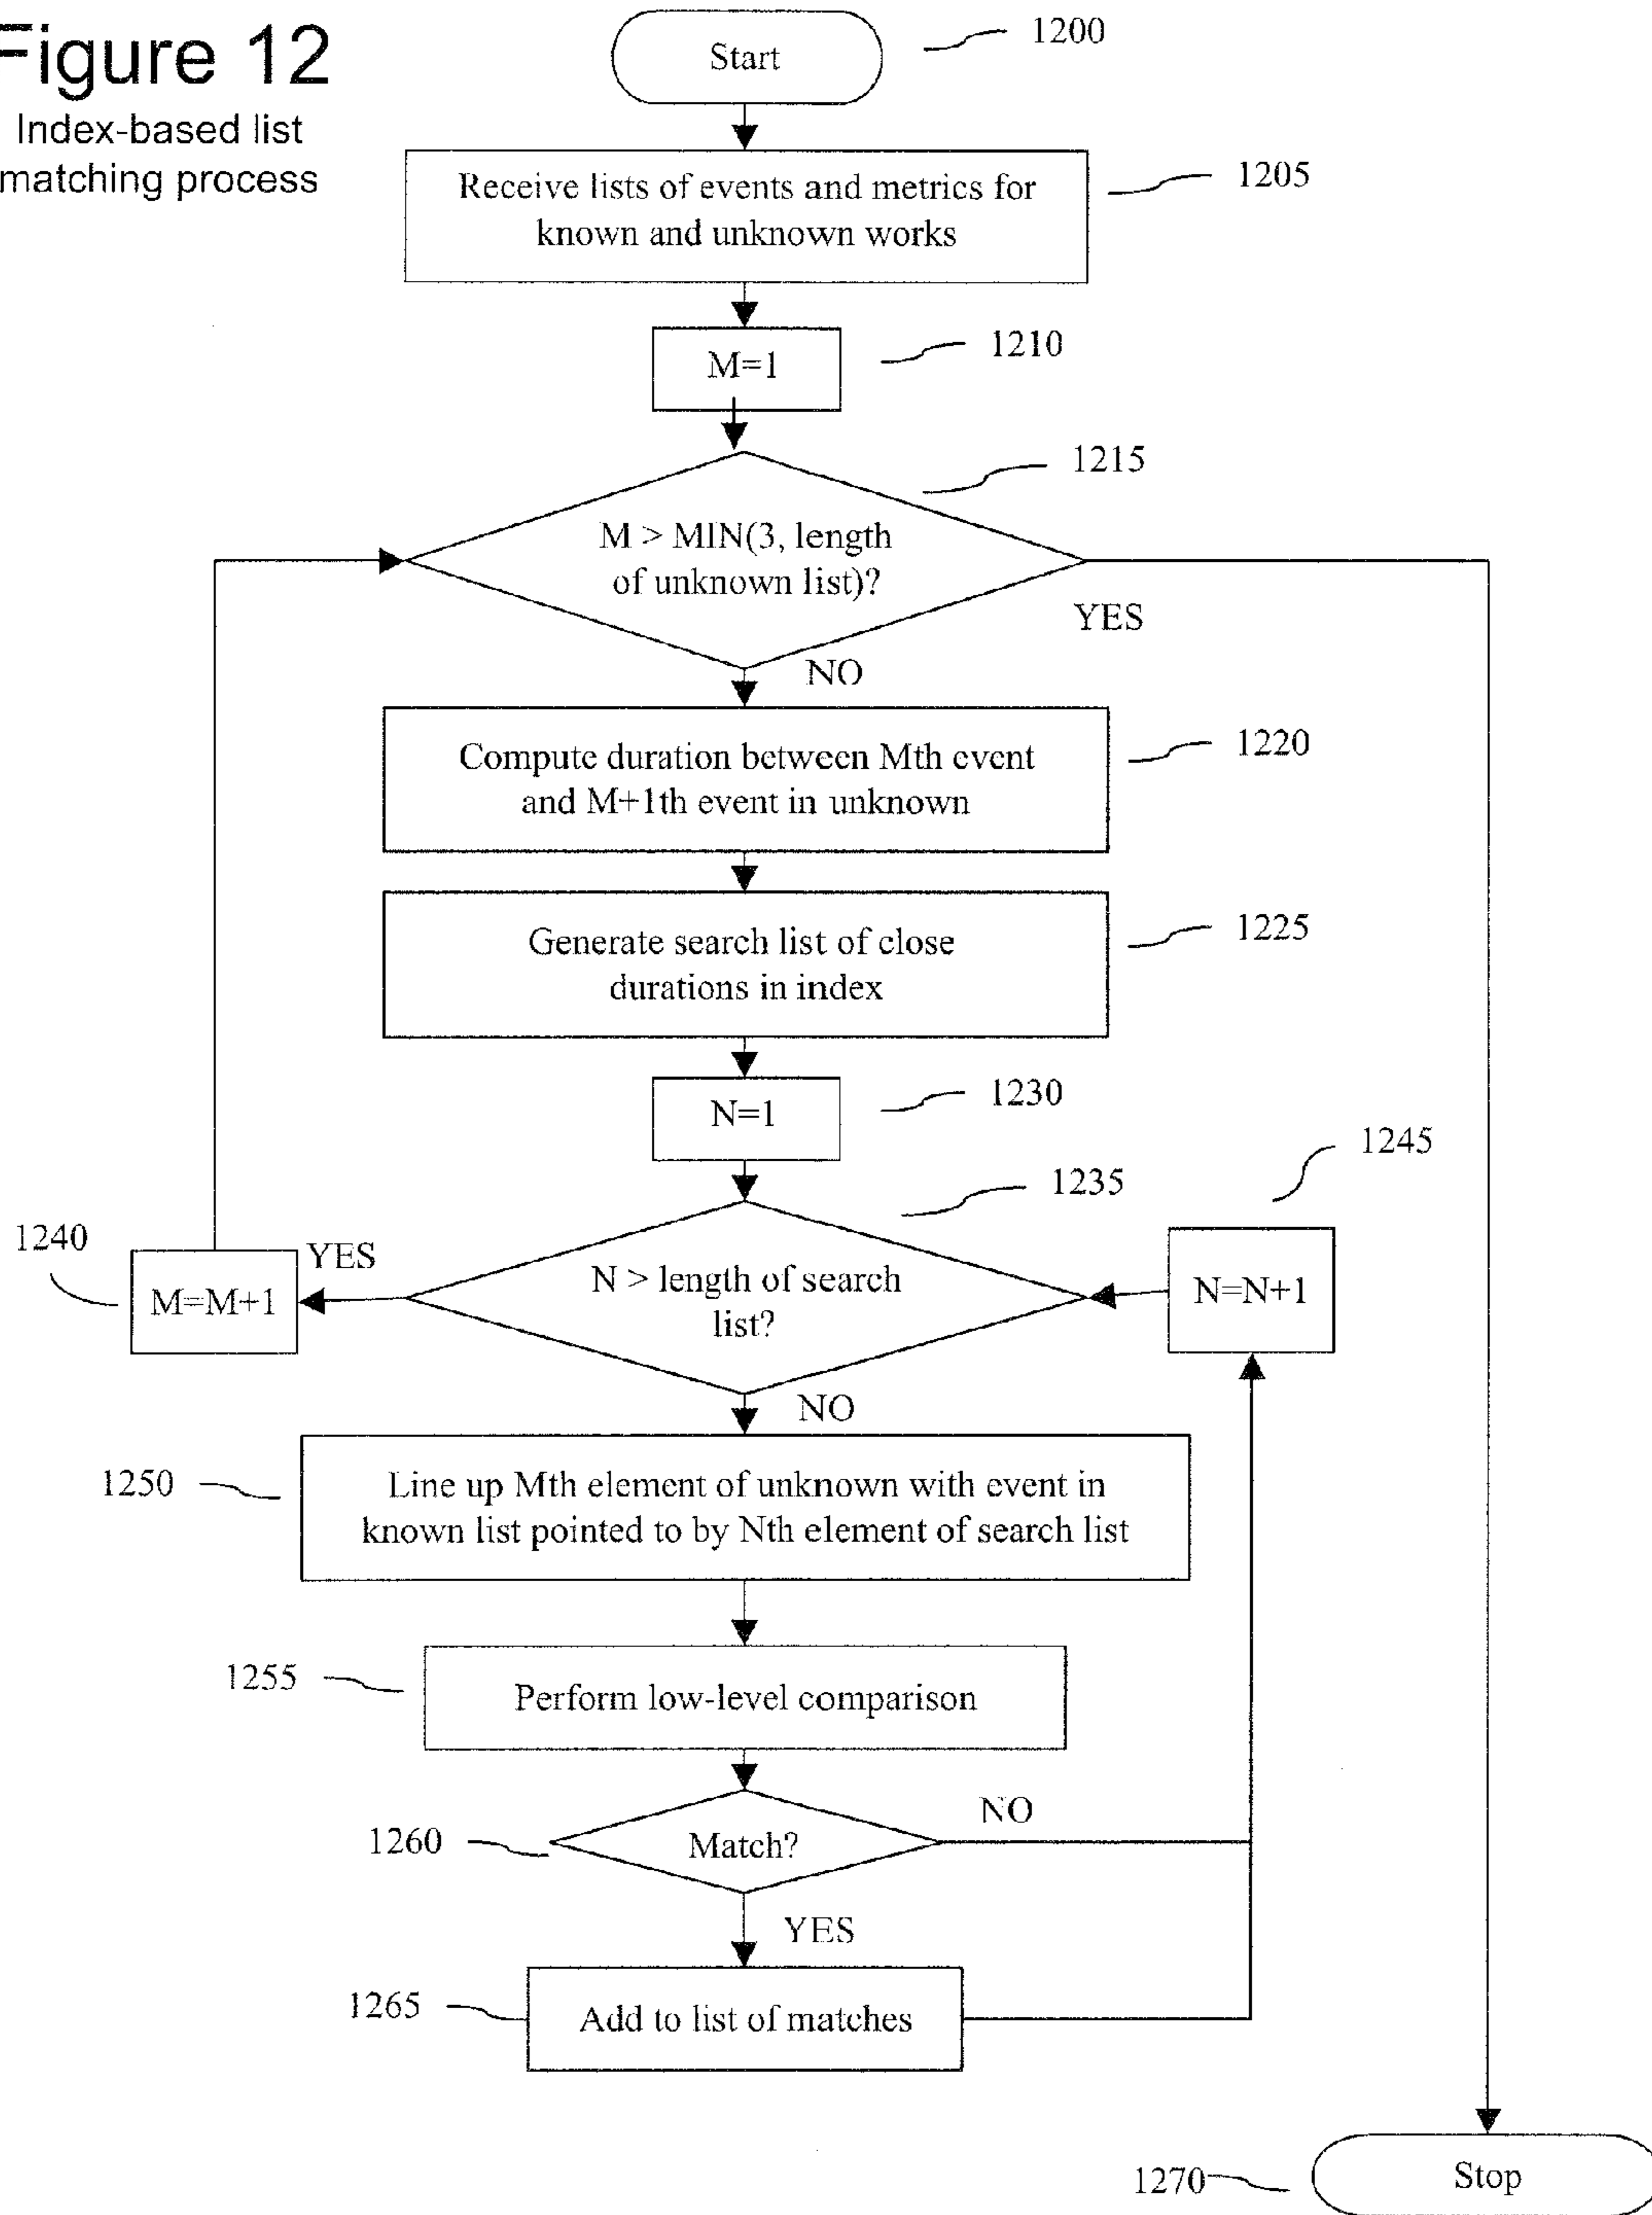 Figure 12
Index-based list
matching process
Start
1200
Receive lists of events and metrics for
known and unknown works
1205
M=1
1210
M > MIN(3, length
of unknown list)?
1215
YES
NO
Compute duration between Mth event
and M+1th event in unknown
1220
Generate search list of close
durations in index
1225
N=1
1230
1235
1245
1240
YES
M=M+1
N > length of search
list?
N=N+1
NO
1250
Line up Mth element of unknown with event in
known list pointed to by Nth element of search list
1255
Perform low-level comparison
1260
Match?
NO
YES
1265
Add to list of matches
1270
Stop